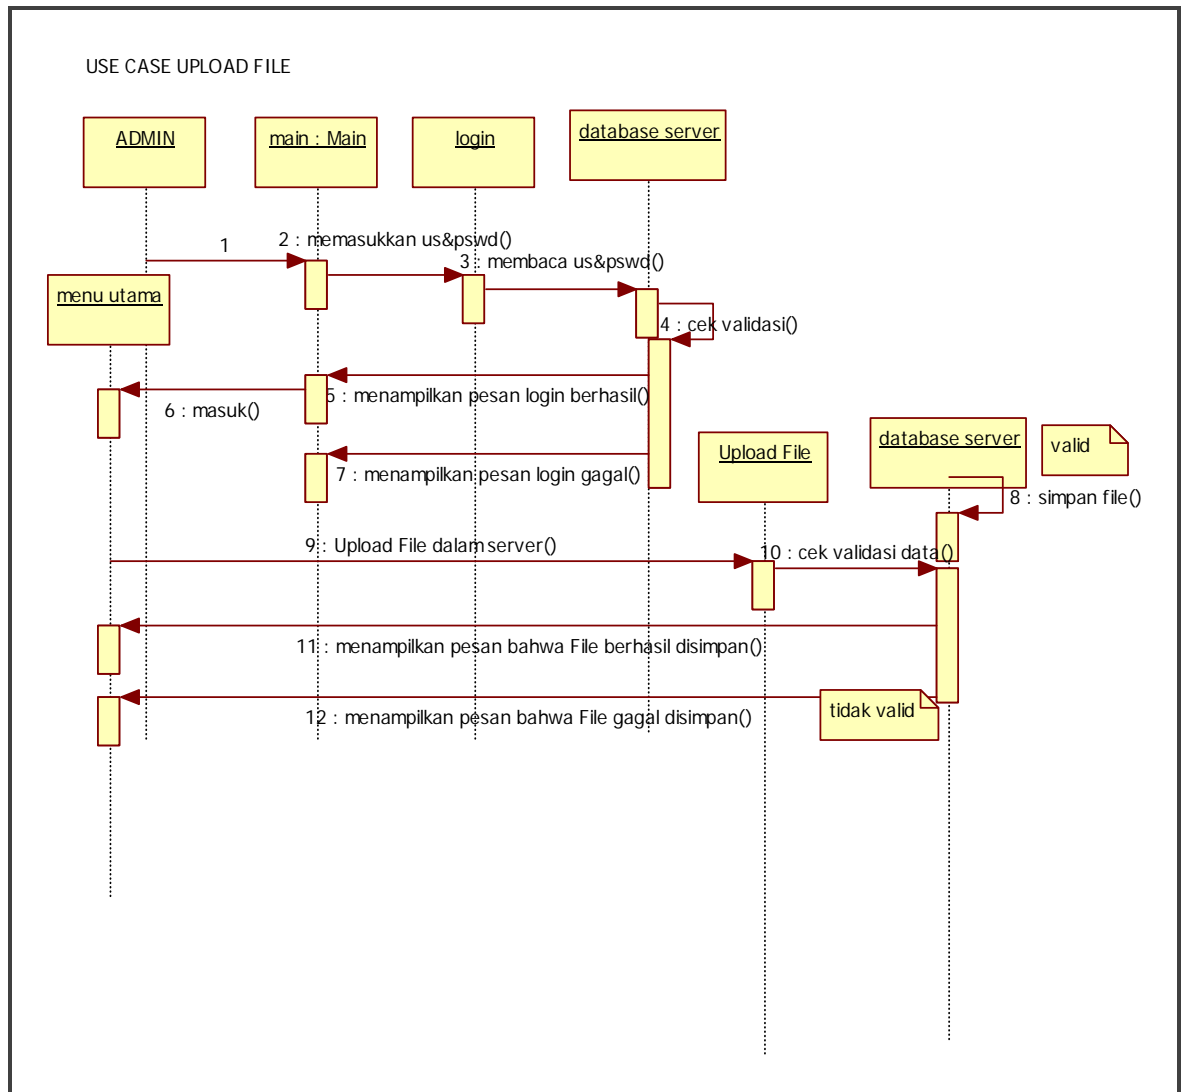 USE CASE UPLOAD FILE
ADMIN
main : Main
login
database server
1
2 : memasukkan us&pswd()
3 : membaca us&pswd()
menu utama
4 : cek validasi()
5 : menampilkan pesan login berhasil()
6 : masuk()
database server
valid
Upload File
7 : menampilkan pesan login gagal()
8 : simpan file()
9 : Upload File dalam server()
10 : cek validasi data()
11 : menampilkan pesan bahwa File berhasil disimpan()
tidak valid
12 : menampilkan pesan bahwa File gagal disimpan()